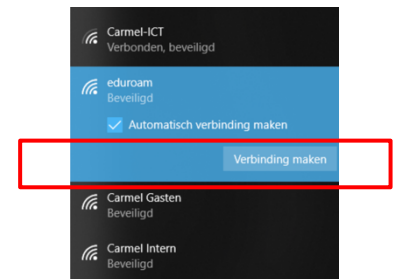 Carmel-ICT
Verbonden, beveiligd
eduroam
Beveiligd
Automatisch verbinding maken
Verbinding maken
Carmel Gasten
Beveiligd
Carmel Intern
Beveiligd